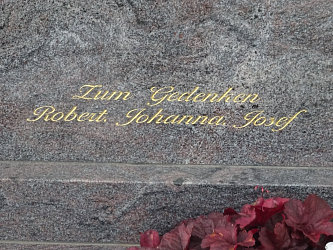 Zum Gedenken
Robert, Johanna, Josef